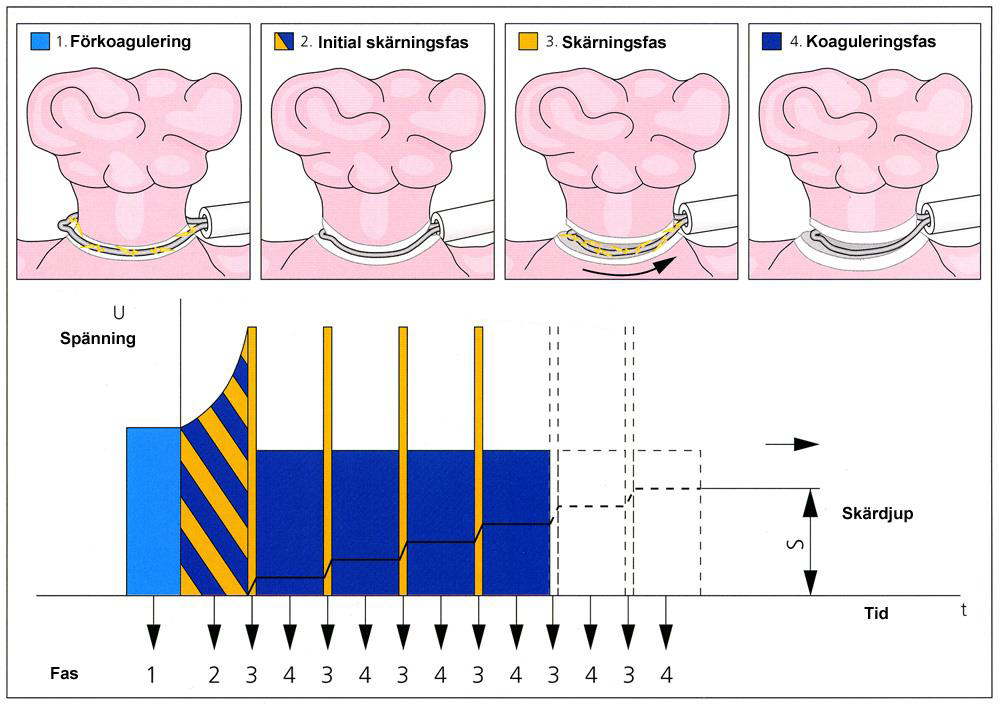 1. Förkoagulering
2. Initial skärningsfas
3. Skärningsfas
4. Koaguleringsfas
U
Spänning
Skärdjup
S
Tid
t
Fas 1 2 3 4 3 4 3 4 3 4 3 4 3 4